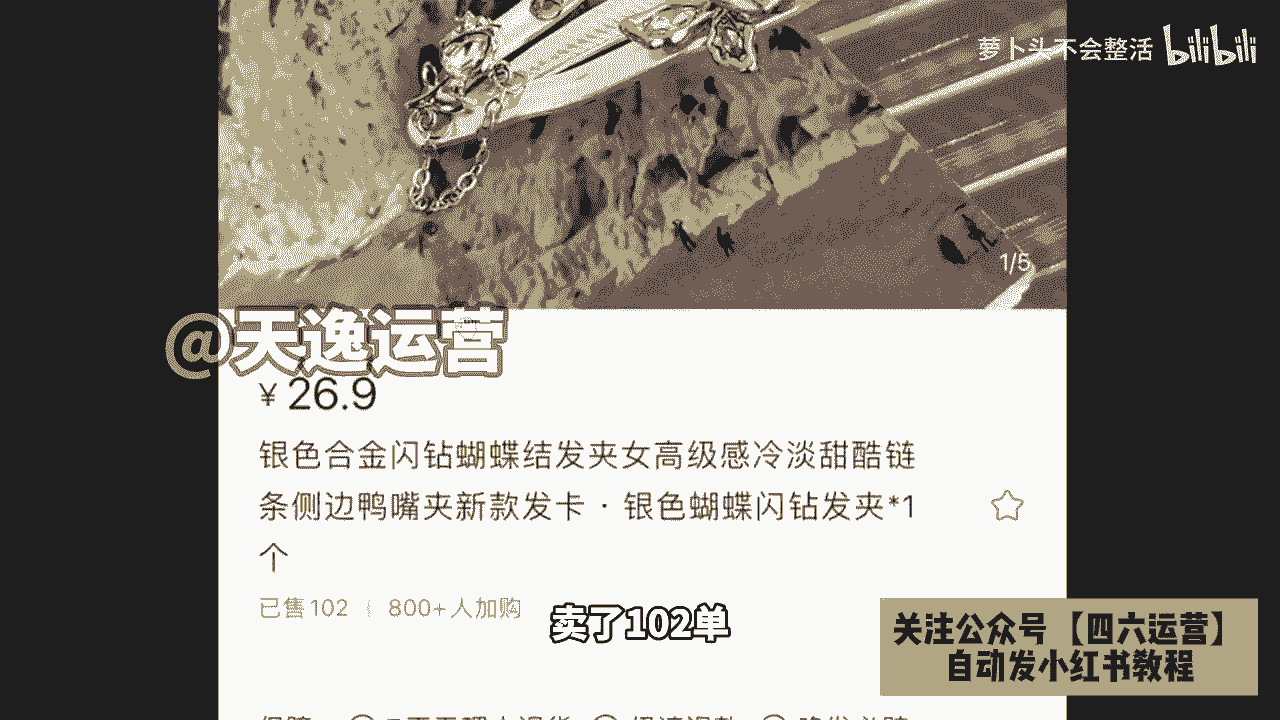 萝卜头不会整活 bilibili
1/5
@天逸运营
¥26.9
银色合金闪钻蝴蝶结发夹女高级感冷淡甜酷链
条侧边鸭嘴夹新款发卡·银色蝴蝶闪钻发夹*1
个
已售102 | 800+人加购
卖了102单
关注公众号【四六运营】
自动发小红书教程